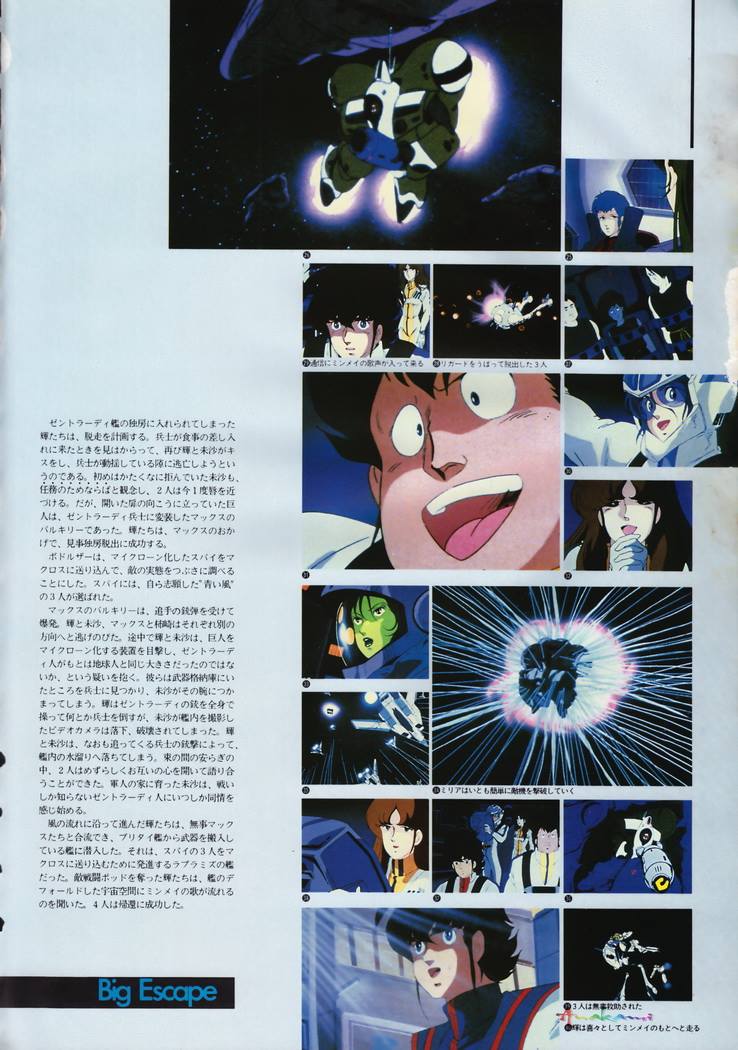 ゼントラーディ艦の独房に入れられてしまった
輝たちは、脱走を計画する。兵士が食事の差し入
れに来たときを見はからって、再び輝と未沙がキ
スをし、兵士が動揺している隙に逃亡しようとい
うのである。初めはかたくなに拒んでいた未沙も、
任務のためならばと観念し、2人は今1度唇を近
づける。だが、開いた扉の向こうに立っていた巨
人は、ゼントラーディ兵士に変装したマックスの
バルキリーであった。輝たちは、マックスのおか
げで、見事独房脱出に成功する。
ボドルザーは、マイクローン化したスパイをマ
クロスに送り込んで、敵の実態をつぶさに調べる
ことにした。スパイには、自ら志願した"青い風"
の3人が選ばれた。
マックスのバルキリーは、追手の銃弾を受けて
爆発。輝と未沙、マックスと柿崎はそれぞれ別の
方向へと逃げのびた。途中で輝と未沙は、巨人を
マイクローン化する装置を目撃し、ゼントラーデ
ィ人がもとは地球人と同じ大きさだったのではな
いか、という疑いを抱く。彼らは武器格納庫にい
たところを兵士に見つかり、未沙がその腕につか
まってしまう。輝はゼントラーディの銃を全身で
操って何とか兵士を倒すが、未沙が艦内を撮影し
たビデオカメラは落下、破壊されてしまった。輝
と未沙は、なおも追ってくる兵士の銃撃によって、
艦内の水溜りへ落ちてしまう。束の間の安らぎの
中、2人はめずらしくお互いの心を開いて語り合
うことができた。軍人の家に育った未沙は、戦い
しか知らないゼントラーディ人にいつしか同情を
感じ始める。
風の流れに沿って進んだ輝たちは、無事マック
スたちと合流でき、ブリタイ艦から武器を搬入し
ている艦に潜入した。それは、スパイの3人をマ
クロスに送り込むために発進するラプラミズの艦
だった。敵戦闘ポッドを奪った輝たちは、艦のデ
フォールドした宇宙空間にミンメイの歌が流れる
のを聞いた。4人は帰還に成功した。
Big Escape
通信にミンメイの歌声が入って来る
リガードをうばって脱出した3人
ミリアはいとも簡単に敵機を撃破していく
3人は無事救助された
Anakama
輝は喜々としてミンメイのもとへと走る